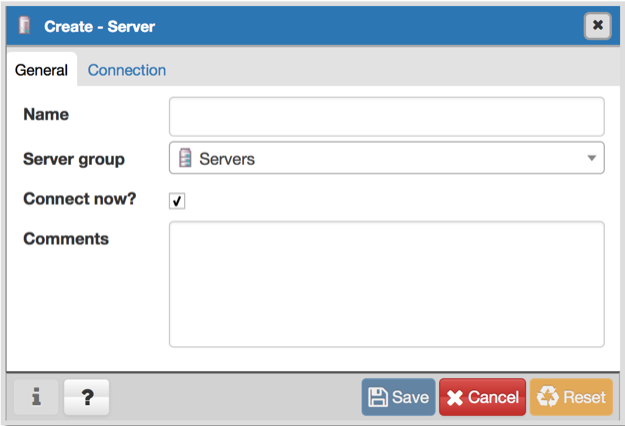 Create - Server
General Connection
Name
Server group Servers
Connect now?
Comments
i ? Save Cancel Reset